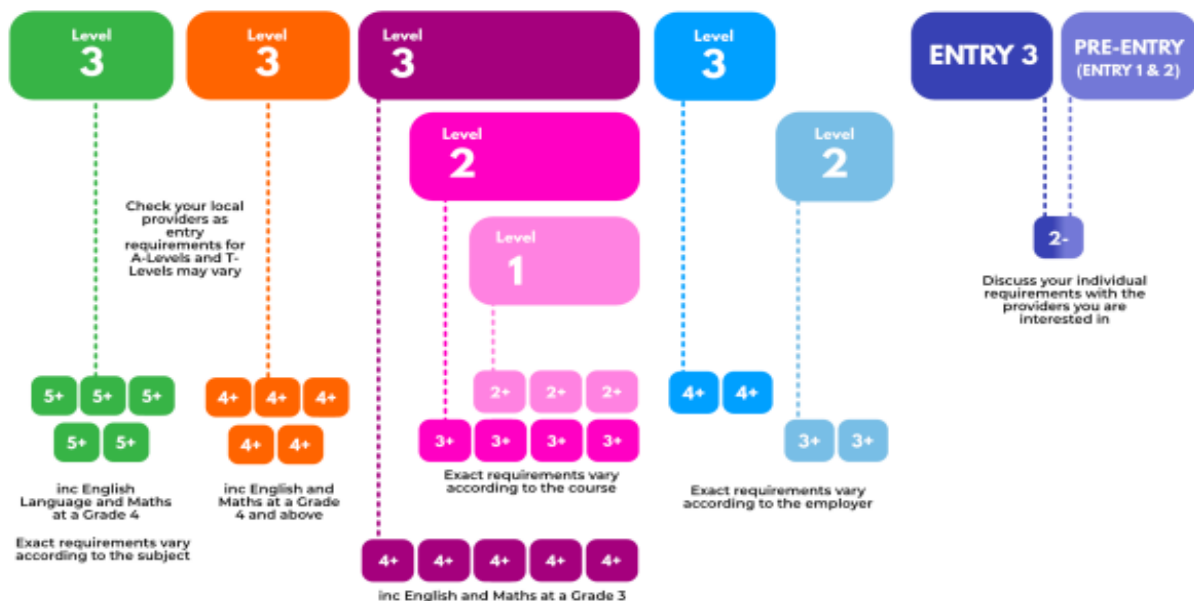 Level
3
Level
3
Level
3
Level
3
ENTRY 3
PRE-ENTRY
(ENTRY 1 & 2)
Level
2
Level
2
Level
1
Check your local
providers as
entry
requirements for
A-Levels and T-
Levels may vary
2-
Discuss your individual
requirements with the
providers you are
interested in
5+ 5+ 5+
5+ 5+
inc English
Language and Maths
at a Grade 4
Exact requirements vary
according to the subject
4+ 4+ 4+
4+ 4+
inc English and
Maths at a Grade
4 and above
2+ 2+ 2+
3+ 3+ 3+ 3+
Exact requirements vary
according to the course
4+ 4+ 4+ 4+ 4+
inc English and Maths at a Grade 3
4+ 4+
3+ 3+
Exact requirements vary
according to the employer